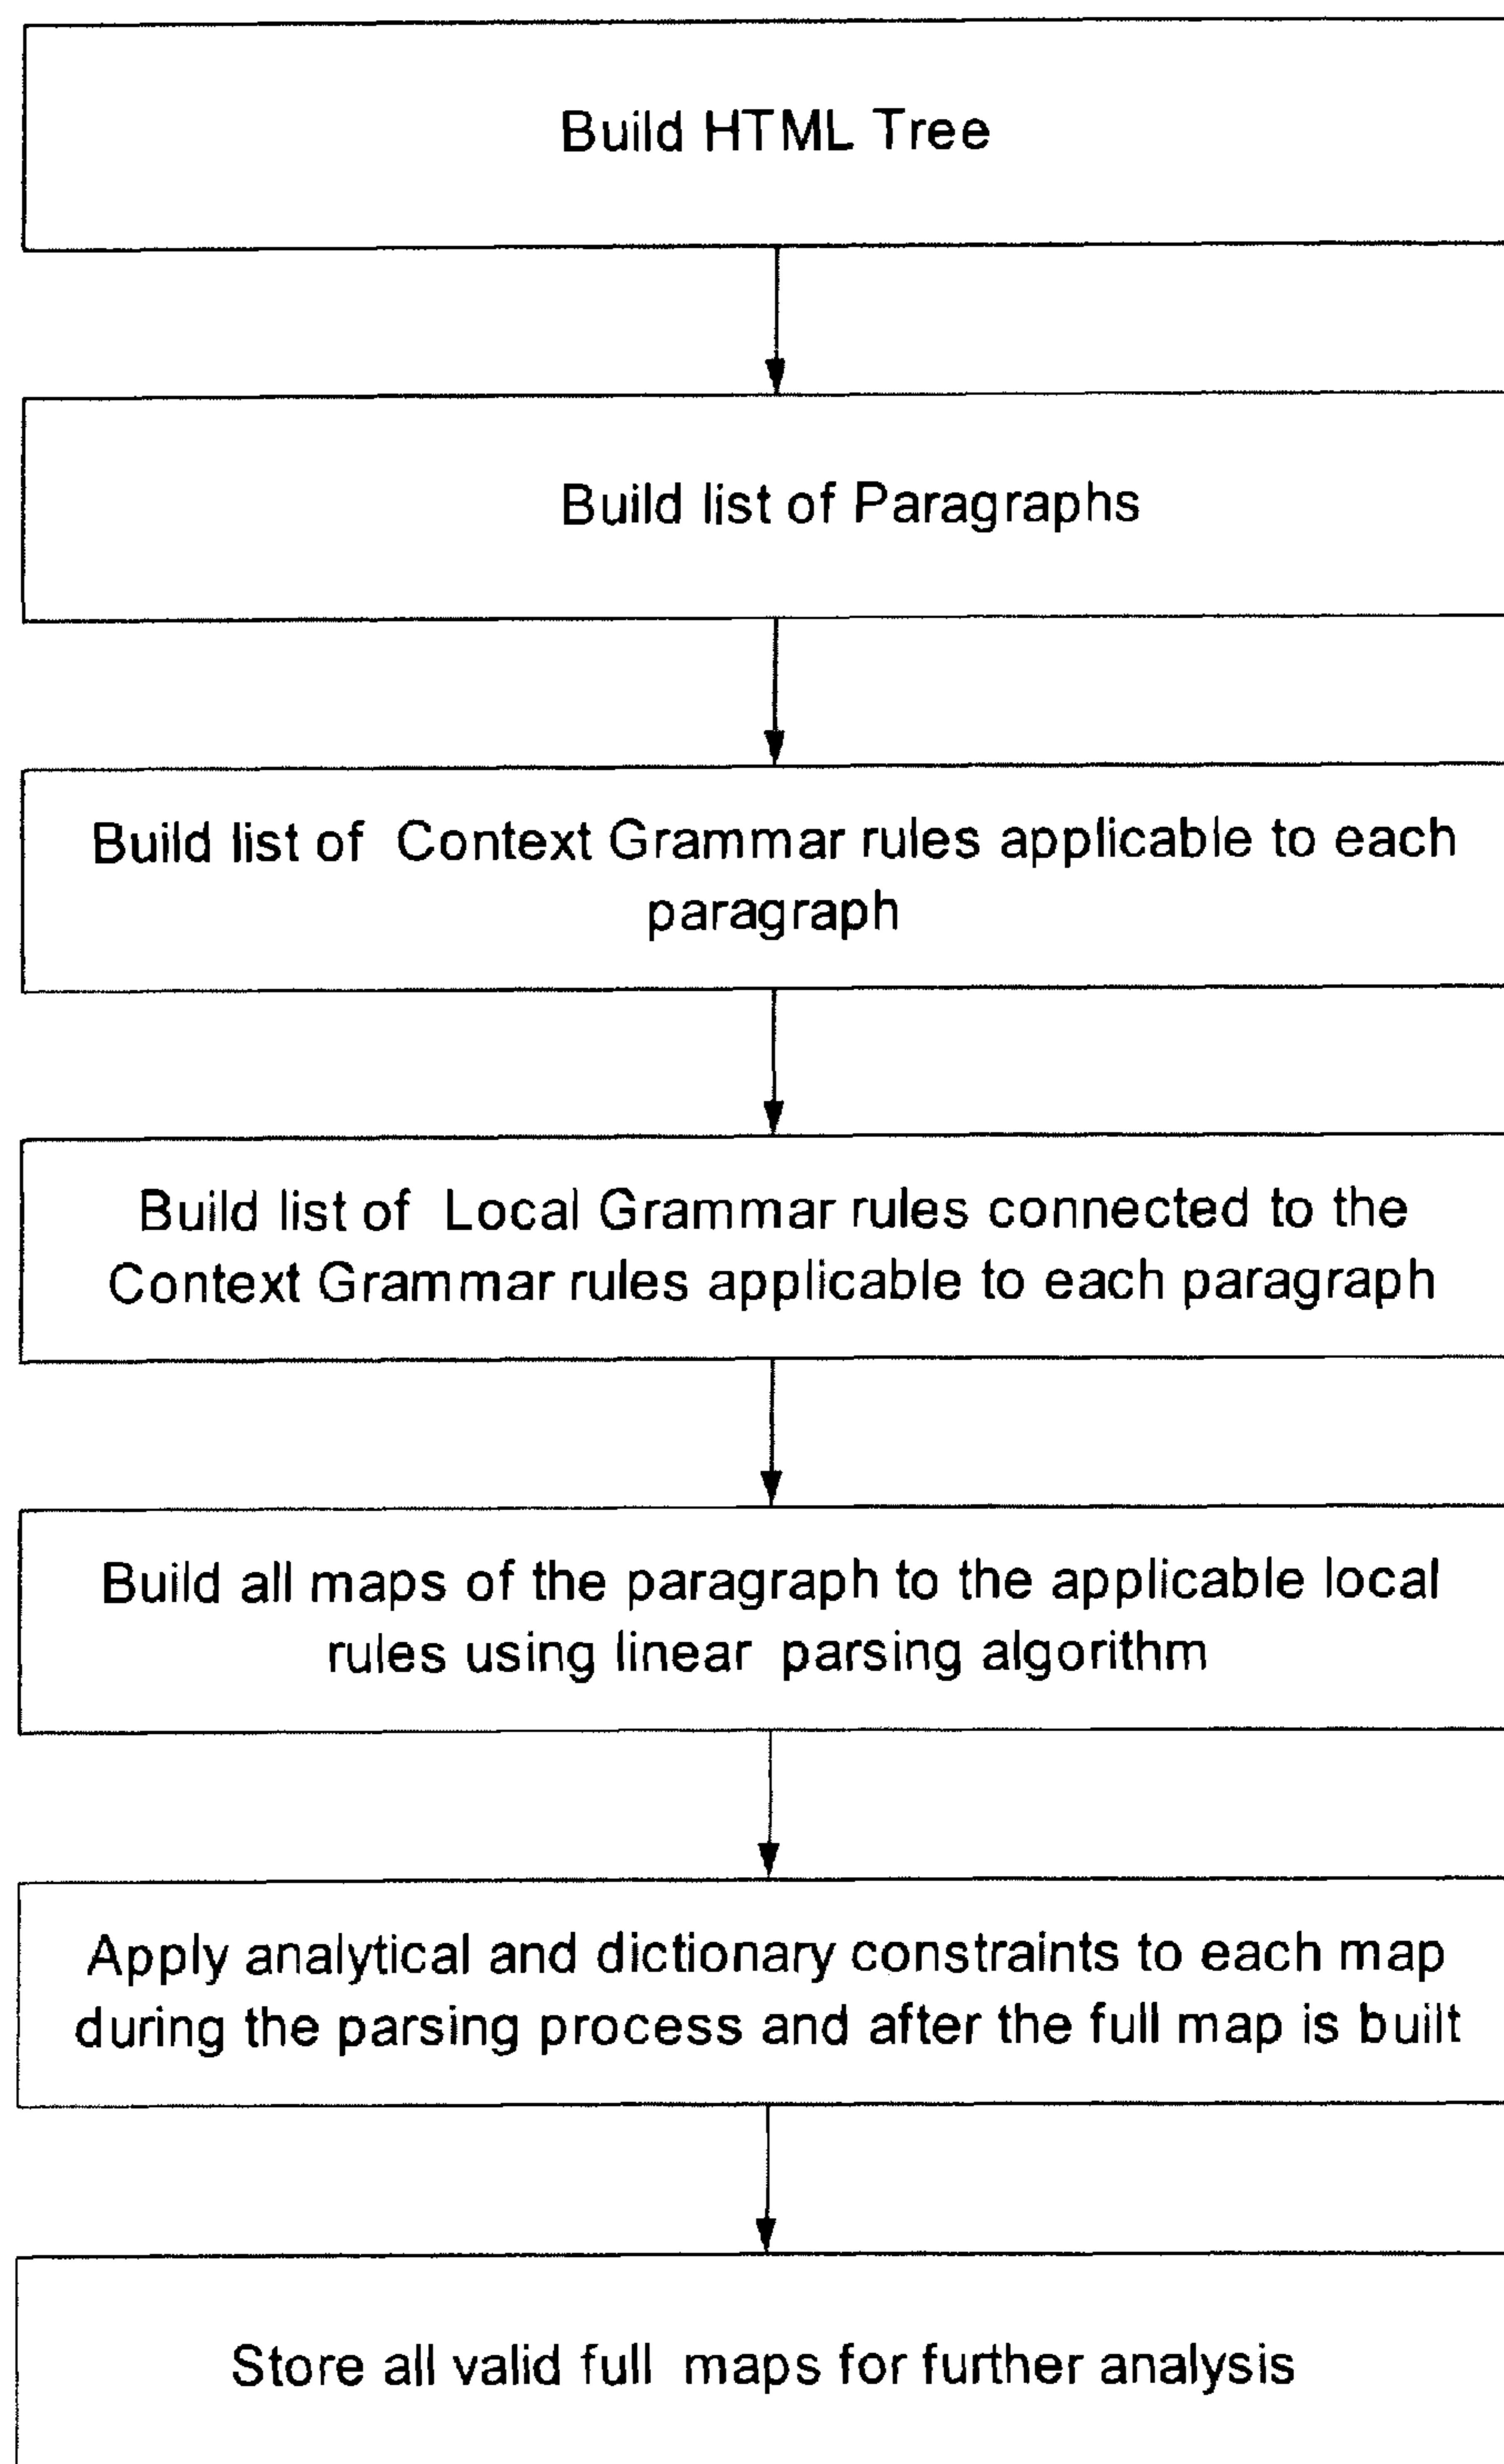 Build HTML Tree
Build list of Paragraphs
Build list of Context Grammar rules applicable to each
paragraph
Build list of Local Grammar rules connected to the
Context Grammar rules applicable to each paragraph
Build all maps of the paragraph to the applicable local
rules using linear parsing algorithm
Apply analytical and dictionary constraints to each map
during the parsing process and after the full map is built
Store all valid full maps for further analysis